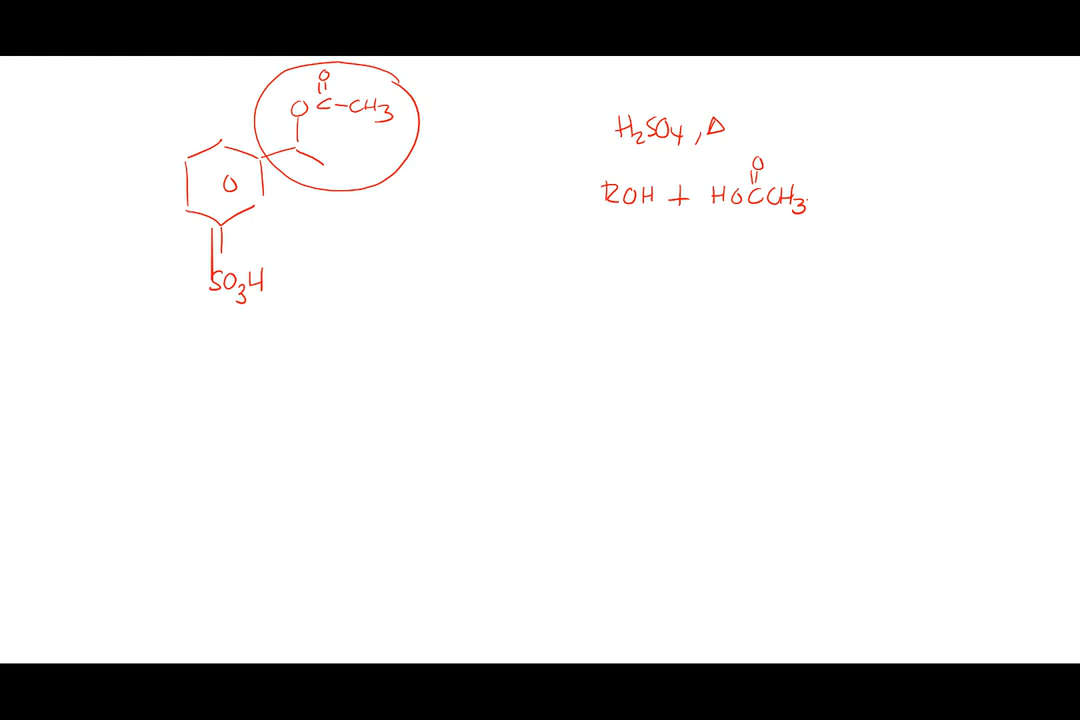 O
||
O C-CH3
H2SO4, Δ
O
O
||
ROH + HOCCH3
SO3H